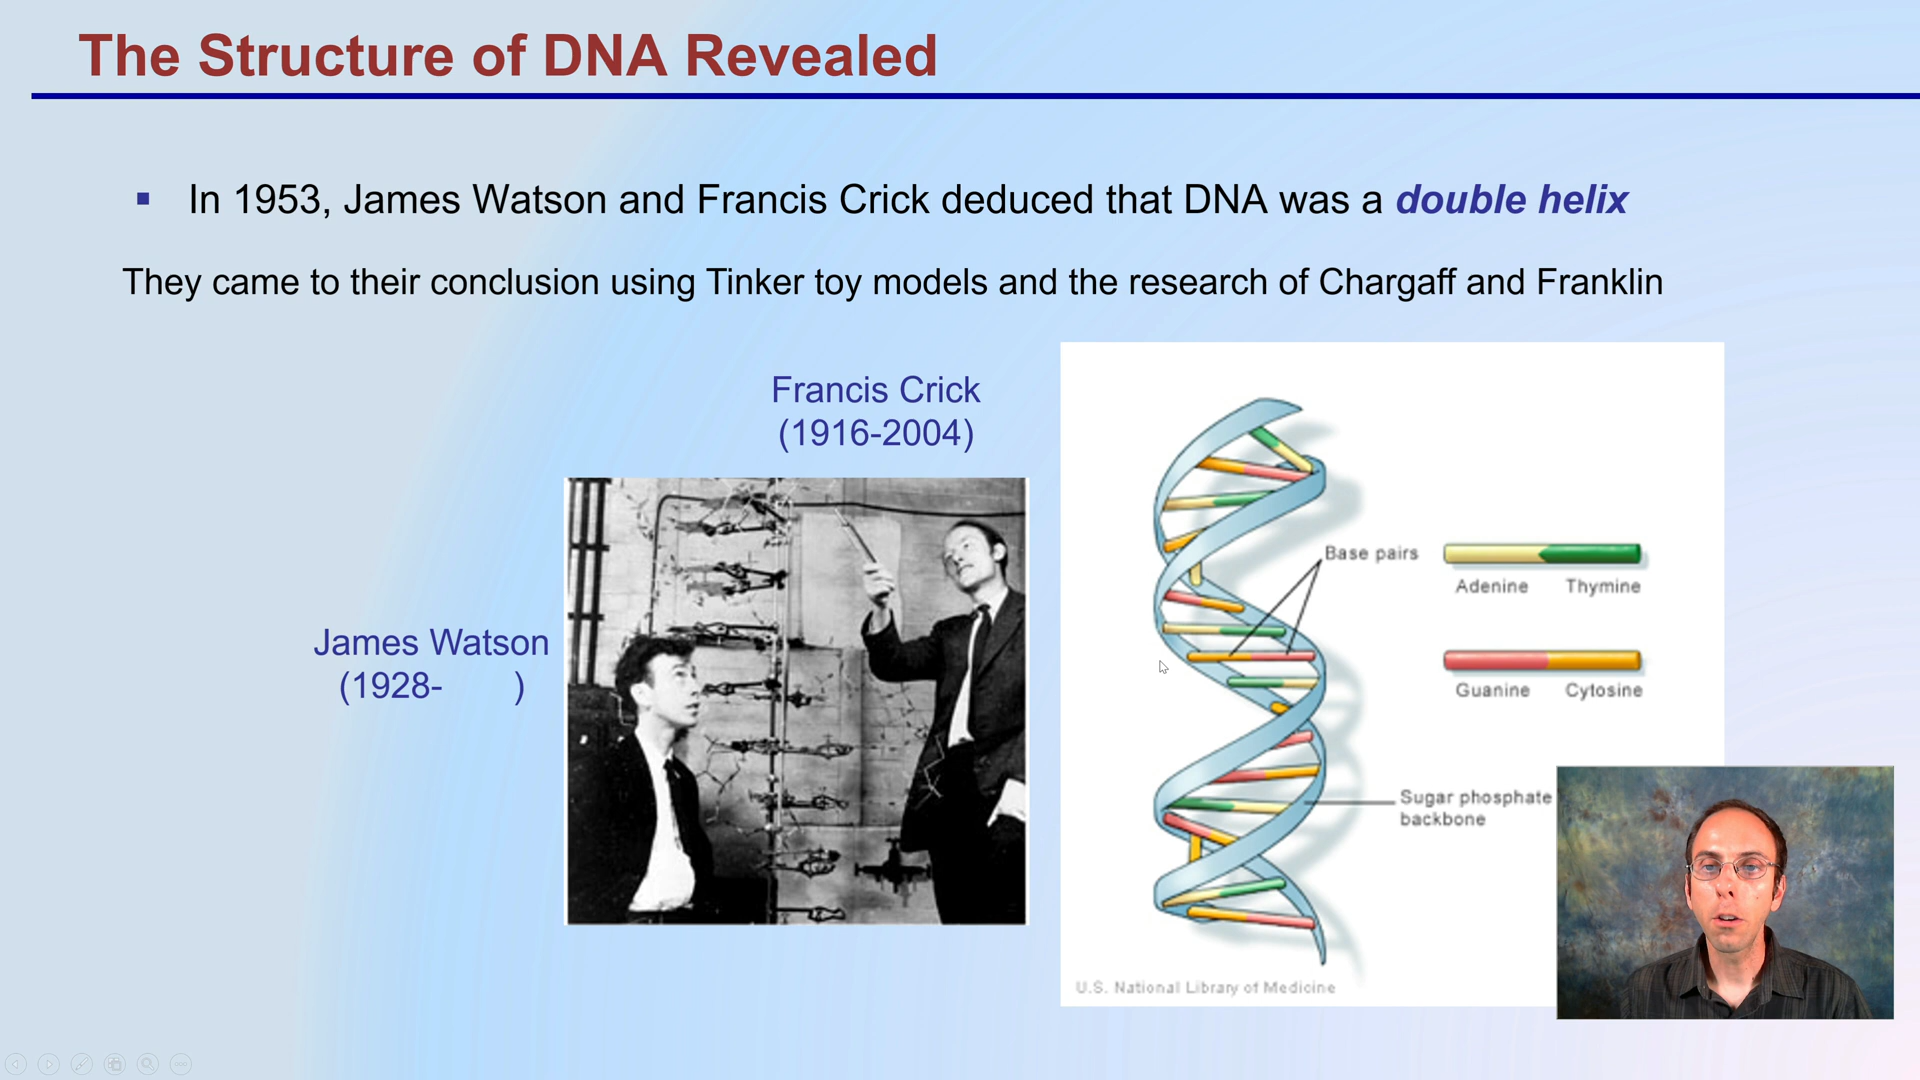 The Structure of DNA Revealed
In 1953, James Watson and Francis Crick deduced that DNA was a double helix
They came to their conclusion using Tinker toy models and the research of Chargaff and Franklin
Francis Crick
(1916-2004)
James Watson
(1928- )
Base pairs
Adenine Thymine
Guanine Cytosine
Sugar phosphate
backbone
U.S. National Library of Medicine